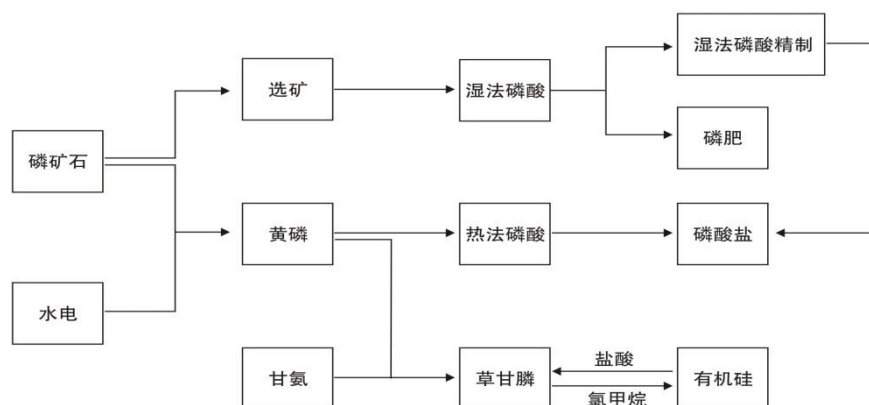 湿法磷酸精制
选矿
湿法磷酸
磷肥
磷矿石
黄磷
热法磷酸
磷酸盐
水电
盐酸
甘氨
草甘膦
有机硅
氯甲烷